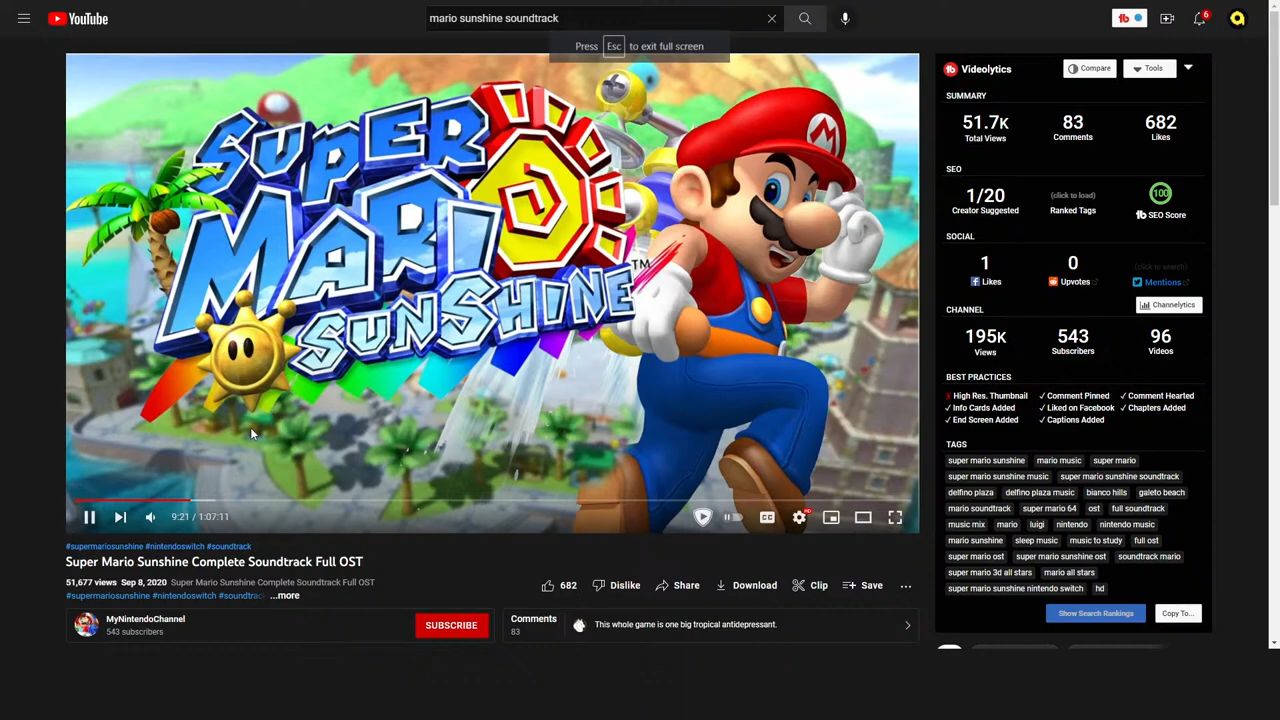 YouTube
mario sunshine soundtrack
6
Press Esc to exit full screen
SUPER
MARIO
SUNSHINE™
M
9:21 / 1:07:11
HD
#supermariosunshine #nintendoswitch #soundtrack
Super Mario Sunshine Complete Soundtrack Full OST
51,677 views Sep 8, 2020 Super Mario Sunshine Complete Soundtrack Full OST
#supermariosunshine #nintendoswitch #soundtrac ...more
682 Dislike Share Download Clip Save
MyNintendoChannel
543 subscribers
SUBSCRIBE
Comments
83
This whole game is one big tropical antidepressant.
Videolytics Compare Tools
SUMMARY
51.7K 83 682
Total Views Comments Likes
SEO
1/20 (click to load) 100
Creator Suggested Ranked Tags SEO Score
SOCIAL
1 0 (click to search)
Likes Upvotes Mentions
CHANNEL Channelytics
195K 543 96
Views Subscribers Videos
BEST PRACTICES
X High Res. Thumbnail ✓ Comment Pinned ✓ Comment Hearted
✓ Info Cards Added ✓ Liked on Facebook ✓ Chapters Added
✓ End Screen Added ✓ Captions Added
TAGS
super mario sunshine mario music super mario
super mario sunshine music super mario sunshine soundtrack
delfino plaza delfino plaza music bianco hills galeto beach
mario soundtrack super mario 64 ost full soundtrack
music mix mario luigi nintendo nintendo music
mario sunshine sleep music music to study full ost
super mario ost super mario sunshine ost soundtrack mario
super mario 3d all stars mario all stars
super mario sunshine nintendo switch hd
Show Search Rankings Copy To...